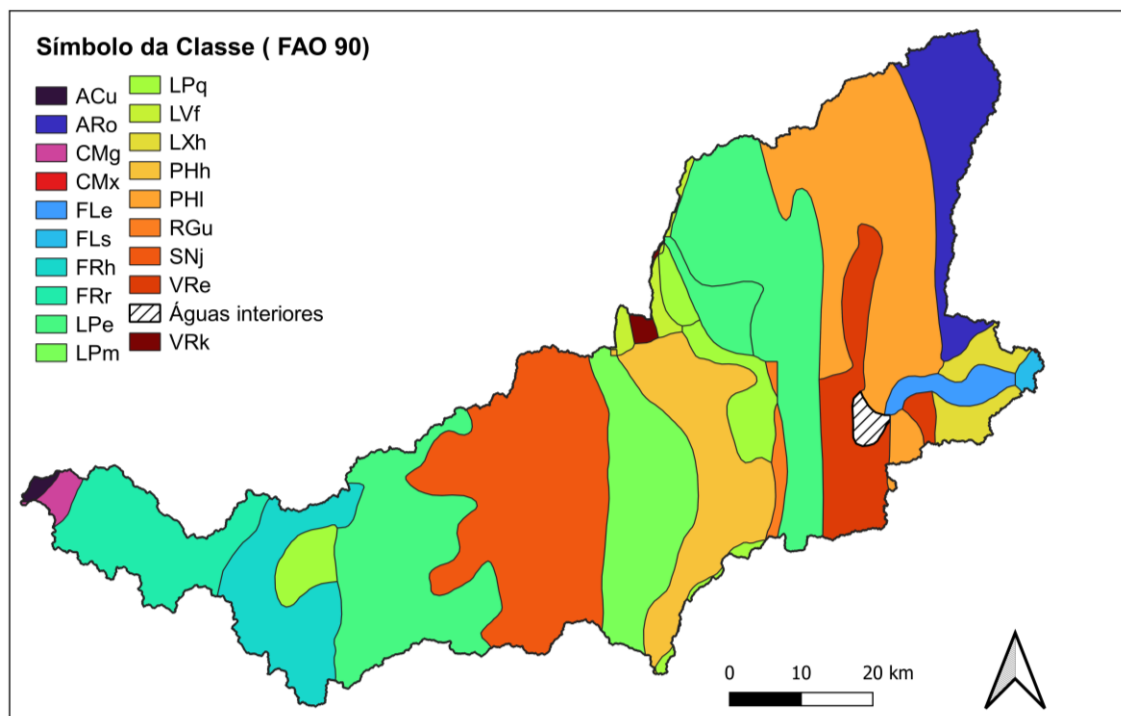 Símbolo da Classe ( FAO 90)
ACu
ARo
CMg
CMx
FLe
FLs
FRh
FRr
LPe
LPm
LPq
LVf
LXh
PHh
PHl
RGu
SNj
VRe
Águas interiores
VRk
0 10 20 km